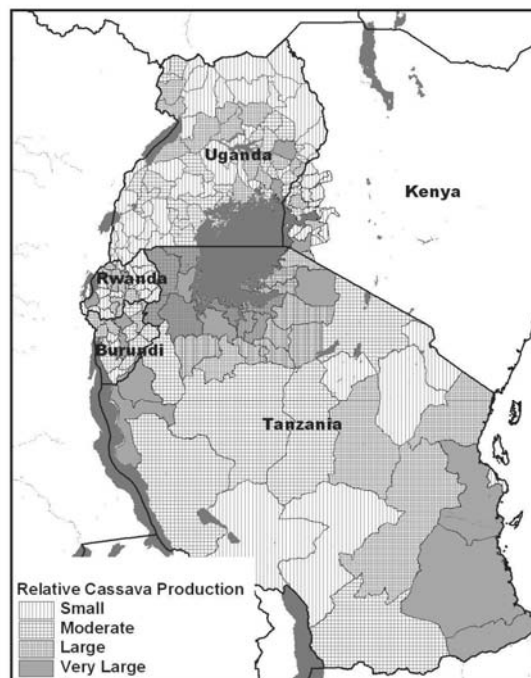 Uganda
Kenya
Rwanda
Burundi
Tanzania
Relative Cassava Production
Small
Moderate
Large
Very Large